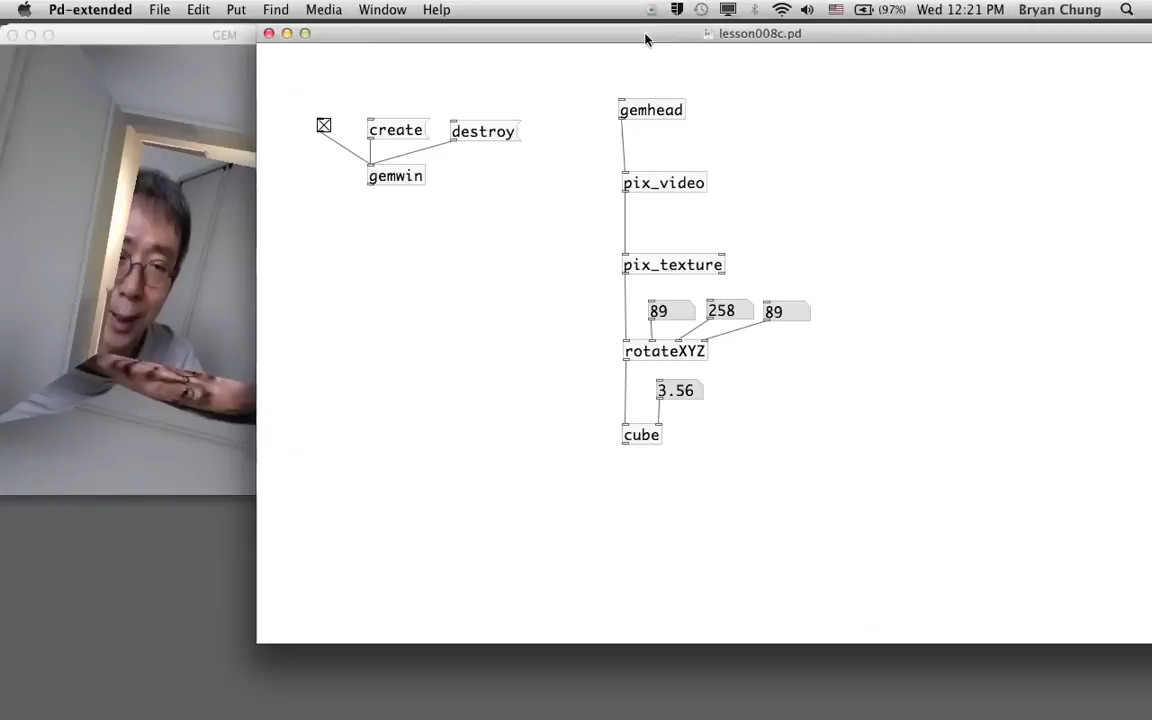 Pd-extended File Edit Put Find Media Window Help (97%) Wed 12:21 PM Bryan Chung
GEM
lesson008c.pd
gemhead
create
destroy
gemwin
pix_video
pix_texture
89 258 89
rotateXYZ
3.56
cube